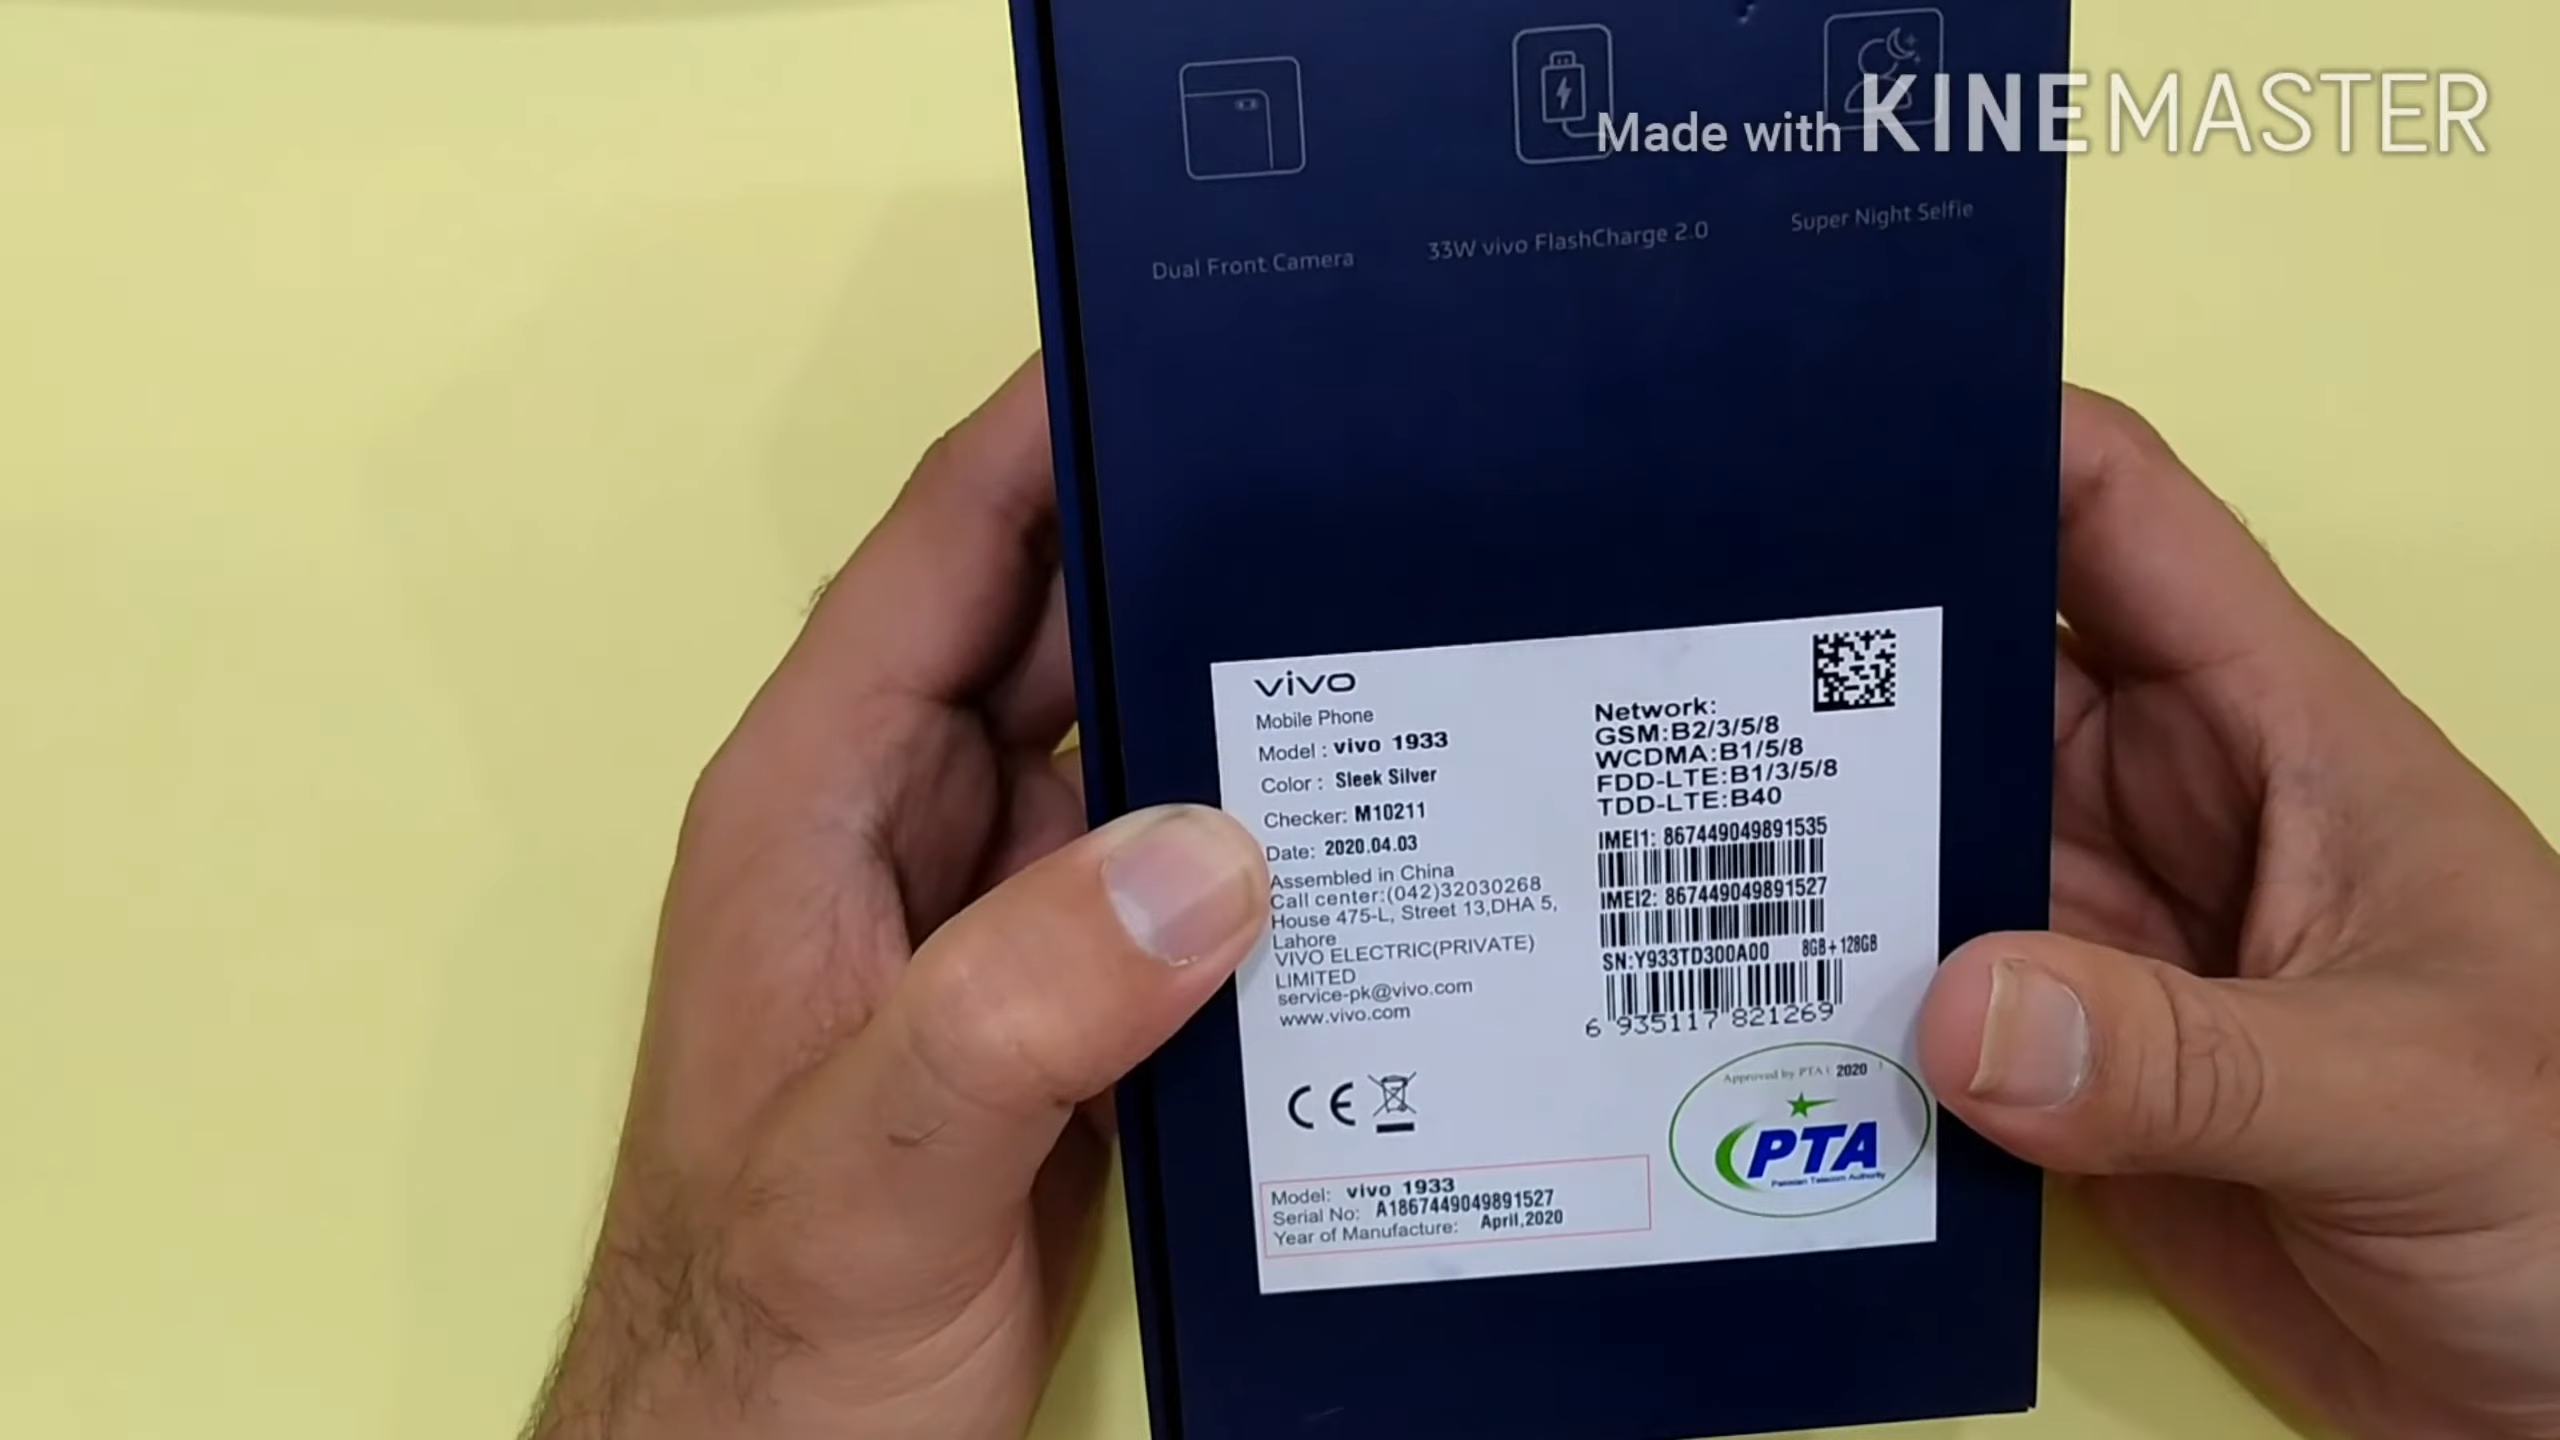 Made with KINEMASTER
Dual Front Camera
33W vivo FlashCharge 2.0
Super Night Selfie
vivo
Mobile Phone
Model : vivo 1933
Color : Sleek Silver
Checker: M10211
Date: 2020.04.03
Assembled in China
Call center:(042)32030268
House 475-L, Street 13,DHA 5,
Lahore
VIVO ELECTRIC(PRIVATE)
LIMITED
service-pk@vivo.com
www.vivo.com
CE
Network:
GSM:B2/3/5/8
WCDMA:B1/5/8
FDD-LTE:B1/3/5/8
TDD-LTE:B40
IMEI1: 867449049891535
IMEI2: 867449049891527
SN:Y933TD300A00 8GB+128GB
6 935117 821269
Approved by PTA 2020
PTA
Pakistan Telecom Authority
Model: vivo 1933
Serial No: A1867449049891527
Year of Manufacture: April,2020